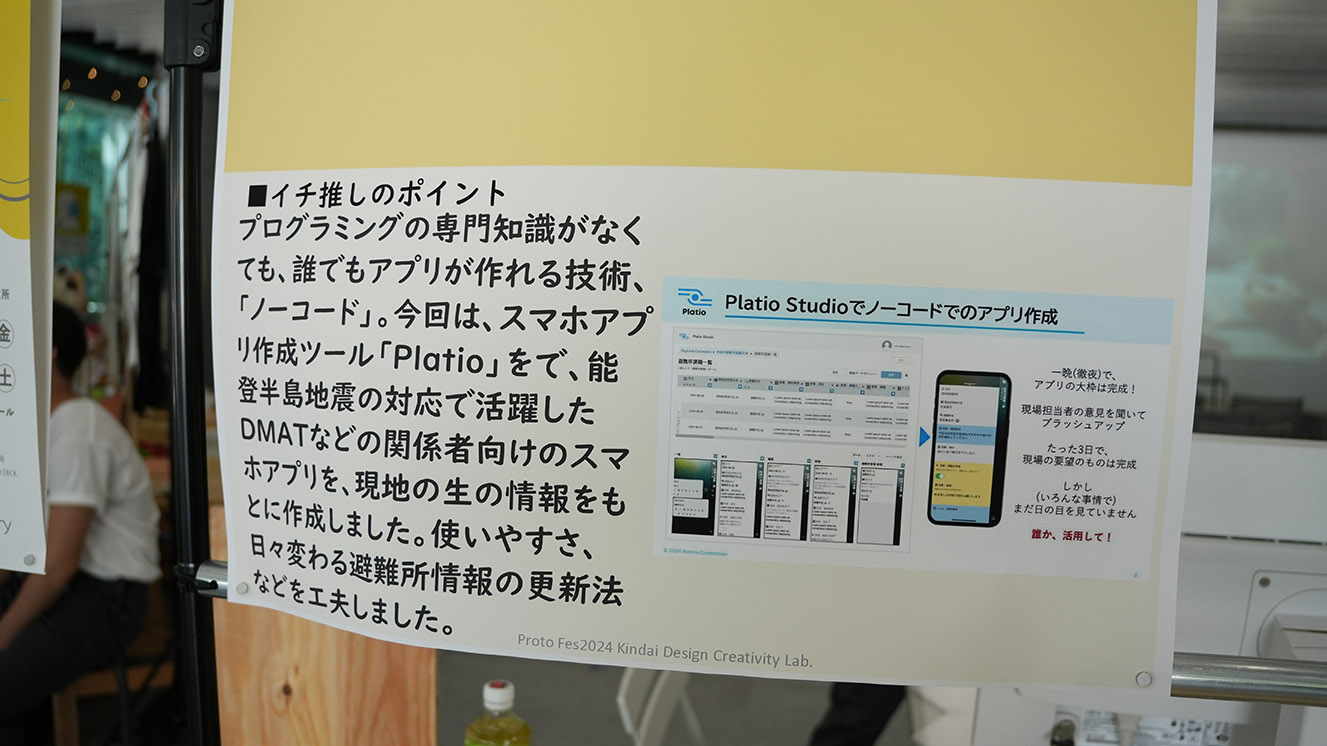 ■イチ推しのポイント
プログラミングの専門知識がなく
ても、誰でもアプリが作れる技術、
「ノーコード」。今回は、スマホアプ
リ作成ツール「Platio」をで、能
登半島地震の対応で活躍した
DMATなどの関係者向けのスマ
ホアプリを、現地の生の情報をも
とに作成しました。使いやすさ、
日々変わる避難所情報の更新法
などを工夫しました。
Platio
Platio Studioでノーコードでのアプリ作成
Platio Studio
避難所課題一覧
一晩(徹夜)で、
アプリの大枠は完成！
現場担当者の意見を聞いて
ブラッシュアップ
たった3日で、
現場の要望のものは完成
しかし
(いろんな事情で)
まだ日の目を見ていません
誰か、活用して！
© 2024 Asteria Corporation
2
Proto Fes2024 Kindai Design Creativity Lab.
所
金
土
ール
DECK
ry